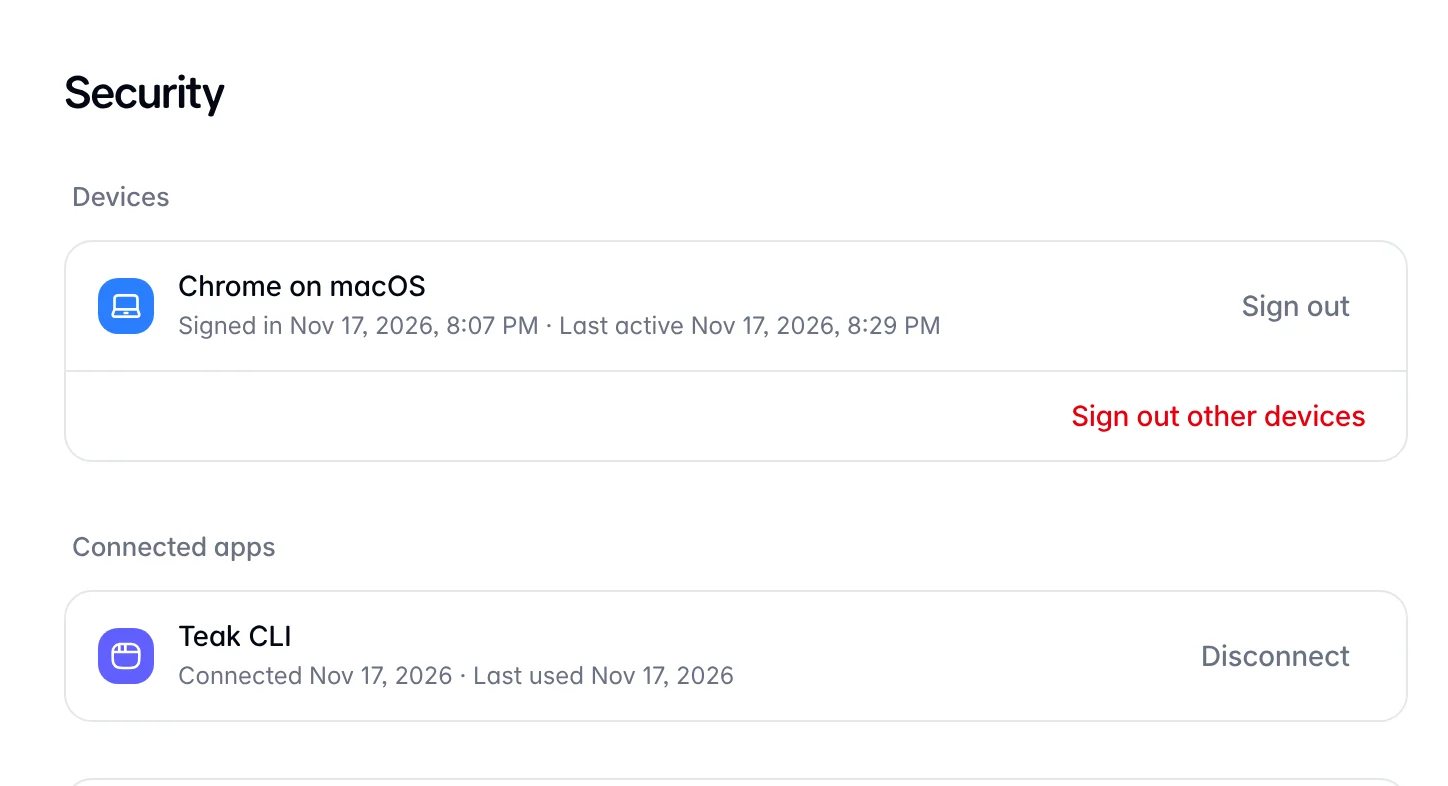 Security
Devices
Chrome on macOS
Signed in Nov 17, 2026, 8:07 PM · Last active Nov 17, 2026, 8:29 PM
Sign out
Sign out other devices
Connected apps
Teak CLI
Connected Nov 17, 2026 · Last used Nov 17, 2026
Disconnect